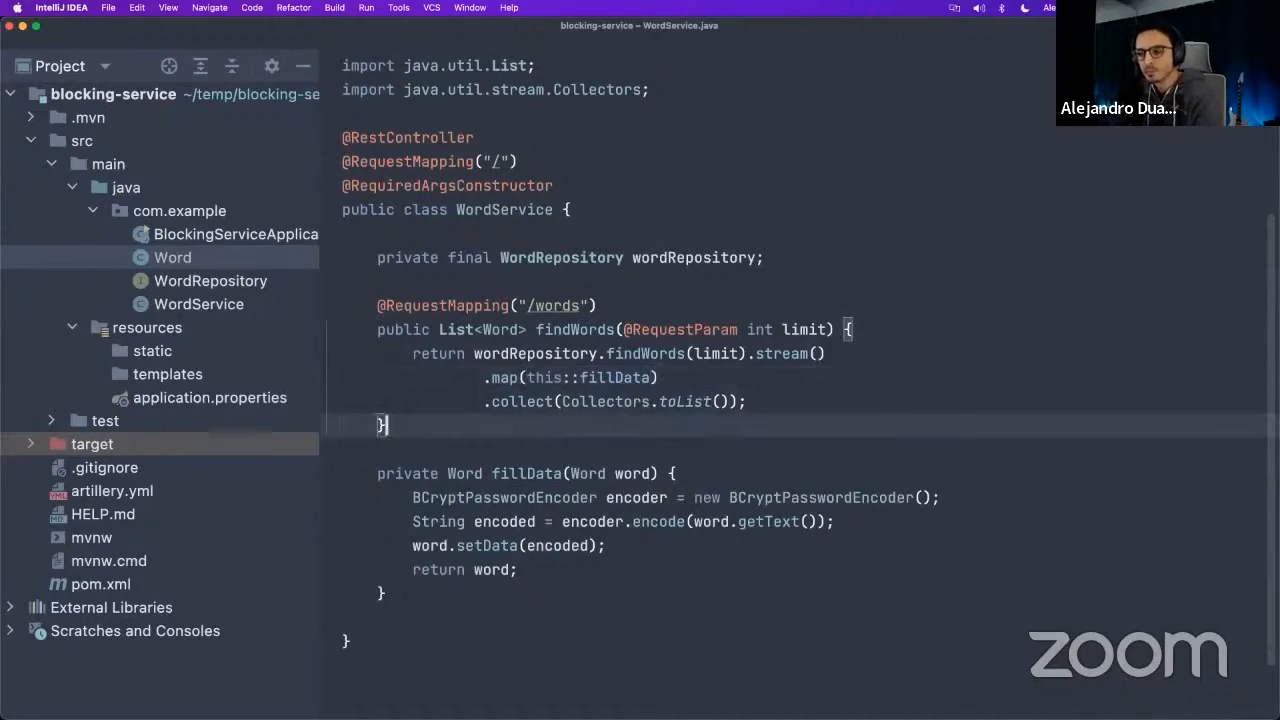 IntelliJ IDEA File Edit View Navigate Code Refactor Build Run Tools VCS Window Help Ale
blocking-service – WordService.java
Alejandro Dua...
Project
blocking-service ~/temp/blocking-se
.mvn
src
main
java
com.example
BlockingServiceApplica
Word
WordRepository
WordService
resources
static
templates
application.properties
test
target
.gitignore
artillery.yml
HELP.md
mvnw
mvnw.cmd
pom.xml
External Libraries
Scratches and Consoles
import java.util.List;
import java.util.stream.Collectors;
@RestController
@RequestMapping("/")
@RequiredArgsConstructor
public class WordService {
private final WordRepository wordRepository;
@RequestMapping("/words")
public List<Word> findWords(@RequestParam int limit) {
return wordRepository.findWords(limit).stream()
.map(this::fillData)
.collect(Collectors.toList());
}
private Word fillData(Word word) {
BCryptPasswordEncoder encoder = new BCryptPasswordEncoder();
String encoded = encoder.encode(word.getText());
word.setData(encoded);
return word;
}
}
zoom